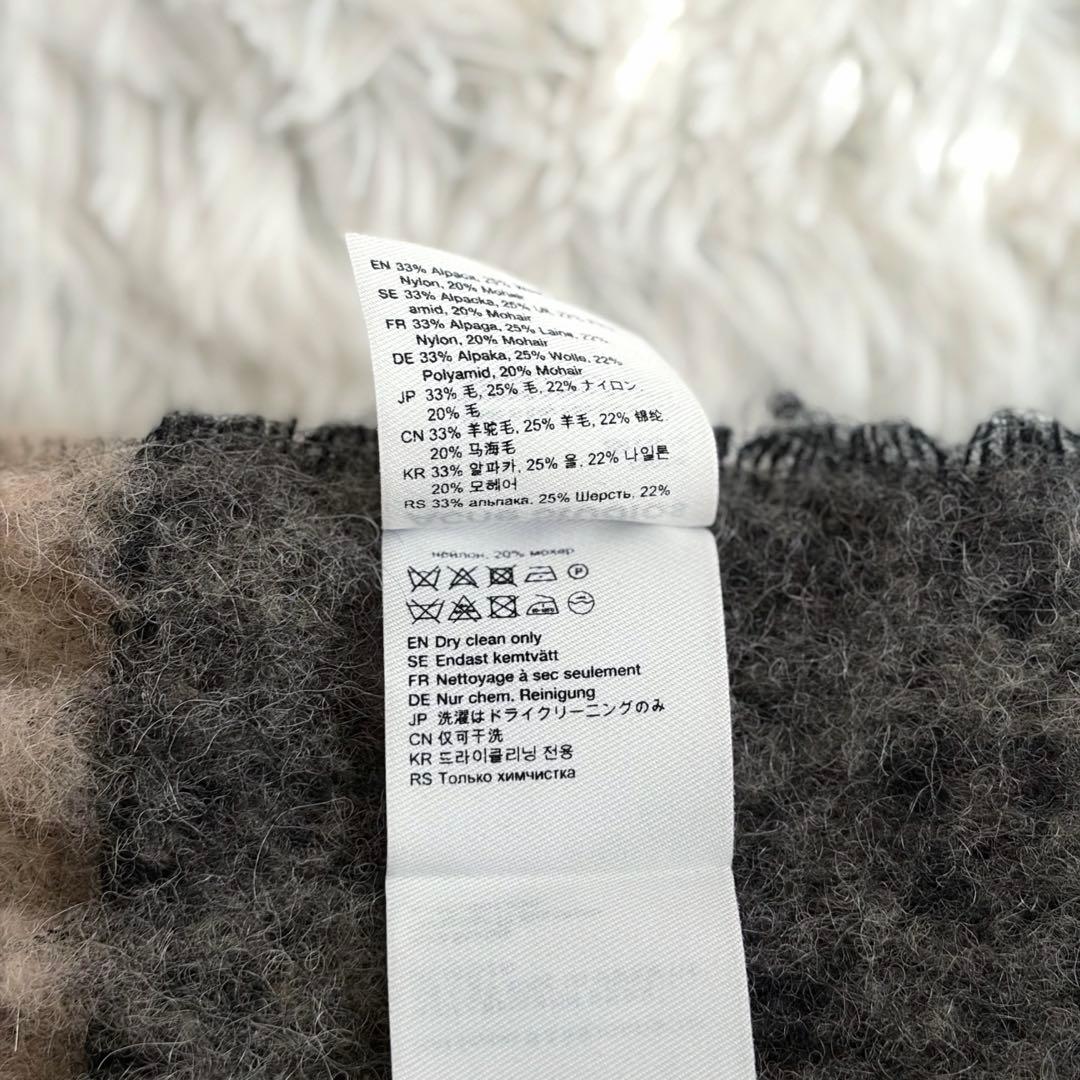 EN 33% Alpaca, 25%
Nylon, 20% Mohair
SE 33% Alpacka, 25% Ull, 22%
amid, 20% Mohair
FR 33% Alpaga, 25% Laine, 22%
Nylon, 20% Mohair
DE 33% Alpaka, 25% Wolle, 22%
Polyamid, 20% Mohair
JP 33% 毛, 25% 毛, 22% ナイロン,
20% 毛
CN 33% 羊驼毛, 25% 羊毛, 22% 锦纶,
20% 马海毛
KR 33% 알파카, 25% 울, 22% 나일론
20% 모헤어
RS 33% альпака, 25% Шерсть, 22%
нейлон, 20% мохер
P
EN Dry clean only
SE Endast kemtvätt
FR Nettoyage à sec seulement
DE Nur chem. Reinigung
JP 洗濯はドライクリーニングのみ
CN 仅可干洗
KR 드라이클리닝 전용
RS Только химчистка